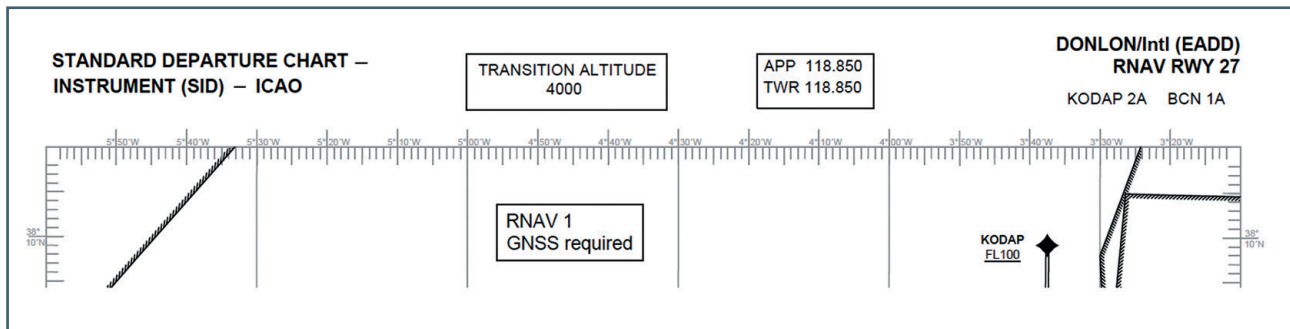 STANDARD DEPARTURE CHART –
INSTRUMENT (SID) – ICAO
TRANSITION ALTITUDE
4000
APP 118.850
TWR 118.850
DONLON/Intl (EADD)
RNAV RWY 27
KODAP 2A BCN 1A
5°50'W 5°40'W 5°30'W 5°20'W 5°10'W 5°00'W 4°50'W 4°40'W 4°30'W 4°20'W 4°10'W 4°00'W 3°50'W 3°40'W 3°30'W 3°20'W
RNAV 1
GNSS required
38°
10'N
KODAP
FL100
38°
10'N